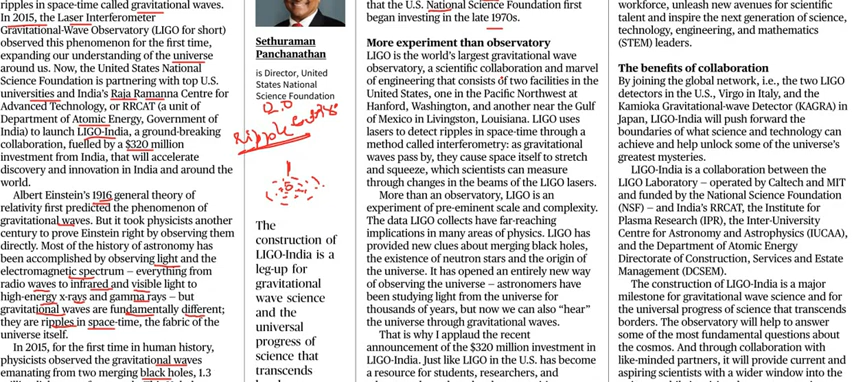 ripples in space-time called gravitational waves.
In 2015, the Laser Interferometer
Gravitational-Wave Observatory (LIGO for short)
observed this phenomenon for the first time,
expanding our understanding of the universe
around us. Now, the United States National
Science Foundation is partnering with top U.S.
universities and India's Raja Ramanna Centre for
Advanced Technology, or RRCAT (a unit of
Department of Atomic Energy, Government of
India) to launch LIGO-India, a ground-breaking
collaboration, fuelled by a $320 million
investment from India, that will accelerate
discovery and innovation in India and around the
world.
Albert Einstein's 1916 general theory of
relativity first predicted the phenomenon of
gravitational waves. But it took physicists another
century to prove Einstein right by observing them
directly. Most of the history of astronomy has
been accomplished by observing light and the
electromagnetic spectrum — everything from
radio waves to infrared and visible light to
high-energy x-rays and gamma rays — but
gravitational waves are fundamentally different;
they are ripples in space-time, the fabric of the
universe itself.
In 2015, for the first time in human history,
physicists observed the gravitational waves
emanating from two merging black holes, 1.3
Sethuraman
Panchanathan
is Director, United
States National
Science Foundation
The
construction of
LIGO-India is a
leg-up for
gravitational
wave science
and the
universal
progress of
science that
transcends
that the U.S. National Science Foundation first
began investing in the late 1970s.
More experiment than observatory
LIGO is the world's largest gravitational wave
observatory, a scientific collaboration and marvel
of engineering that consists of two facilities in the
United States, one in the Pacific Northwest at
Hanford, Washington, and another near the Gulf
of Mexico in Livingston, Louisiana. LIGO uses
lasers to detect ripples in space-time through a
method called interferometry: as gravitational
waves pass by, they cause space itself to stretch
and squeeze, which scientists can measure
through changes in the beams of the LIGO lasers.
More than an observatory, LIGO is an
experiment of pre-eminent scale and complexity.
The data LIGO collects have far-reaching
implications in many areas of physics. LIGO has
provided new clues about merging black holes,
the existence of neutron stars and the origin of
the universe. It has opened an entirely new way
of observing the universe — astronomers have
been studying light from the universe for
thousands of years, but now we can also “hear”
the universe through gravitational waves.
That is why I applaud the recent
announcement of the $320 million investment in
LIGO-India. Just like LIGO in the U.S. has become
a resource for students, researchers, and
workforce, unleash new avenues for scientific
talent and inspire the next generation of science,
technology, engineering, and mathematics
(STEM) leaders.
The benefits of collaboration
By joining the global network, i.e., the two LIGO
detectors in the U.S., Virgo in Italy, and the
Kamioka Gravitational-wave Detector (KAGRA) in
Japan, LIGO-India will push forward the
boundaries of what science and technology can
achieve and help unlock some of the universe's
greatest mysteries.
LIGO-India is a collaboration between the
LIGO Laboratory — operated by Caltech and MIT
and funded by the National Science Foundation
(NSF) — and India's RRCAT, the Institute for
Plasma Research (IPR), the Inter-University
Centre for Astronomy and Astrophysics (IUCAA),
and the Department of Atomic Energy
Directorate of Construction, Services and Estate
Management (DCSEM).
The construction of LIGO-India is a major
milestone for gravitational wave science and for
the universal progress of science that transcends
borders. The observatory will help to answer
some of the most fundamental questions about
the cosmos. And through collaboration with
like-minded partners, it will provide current and
aspiring scientists with a wider window into the